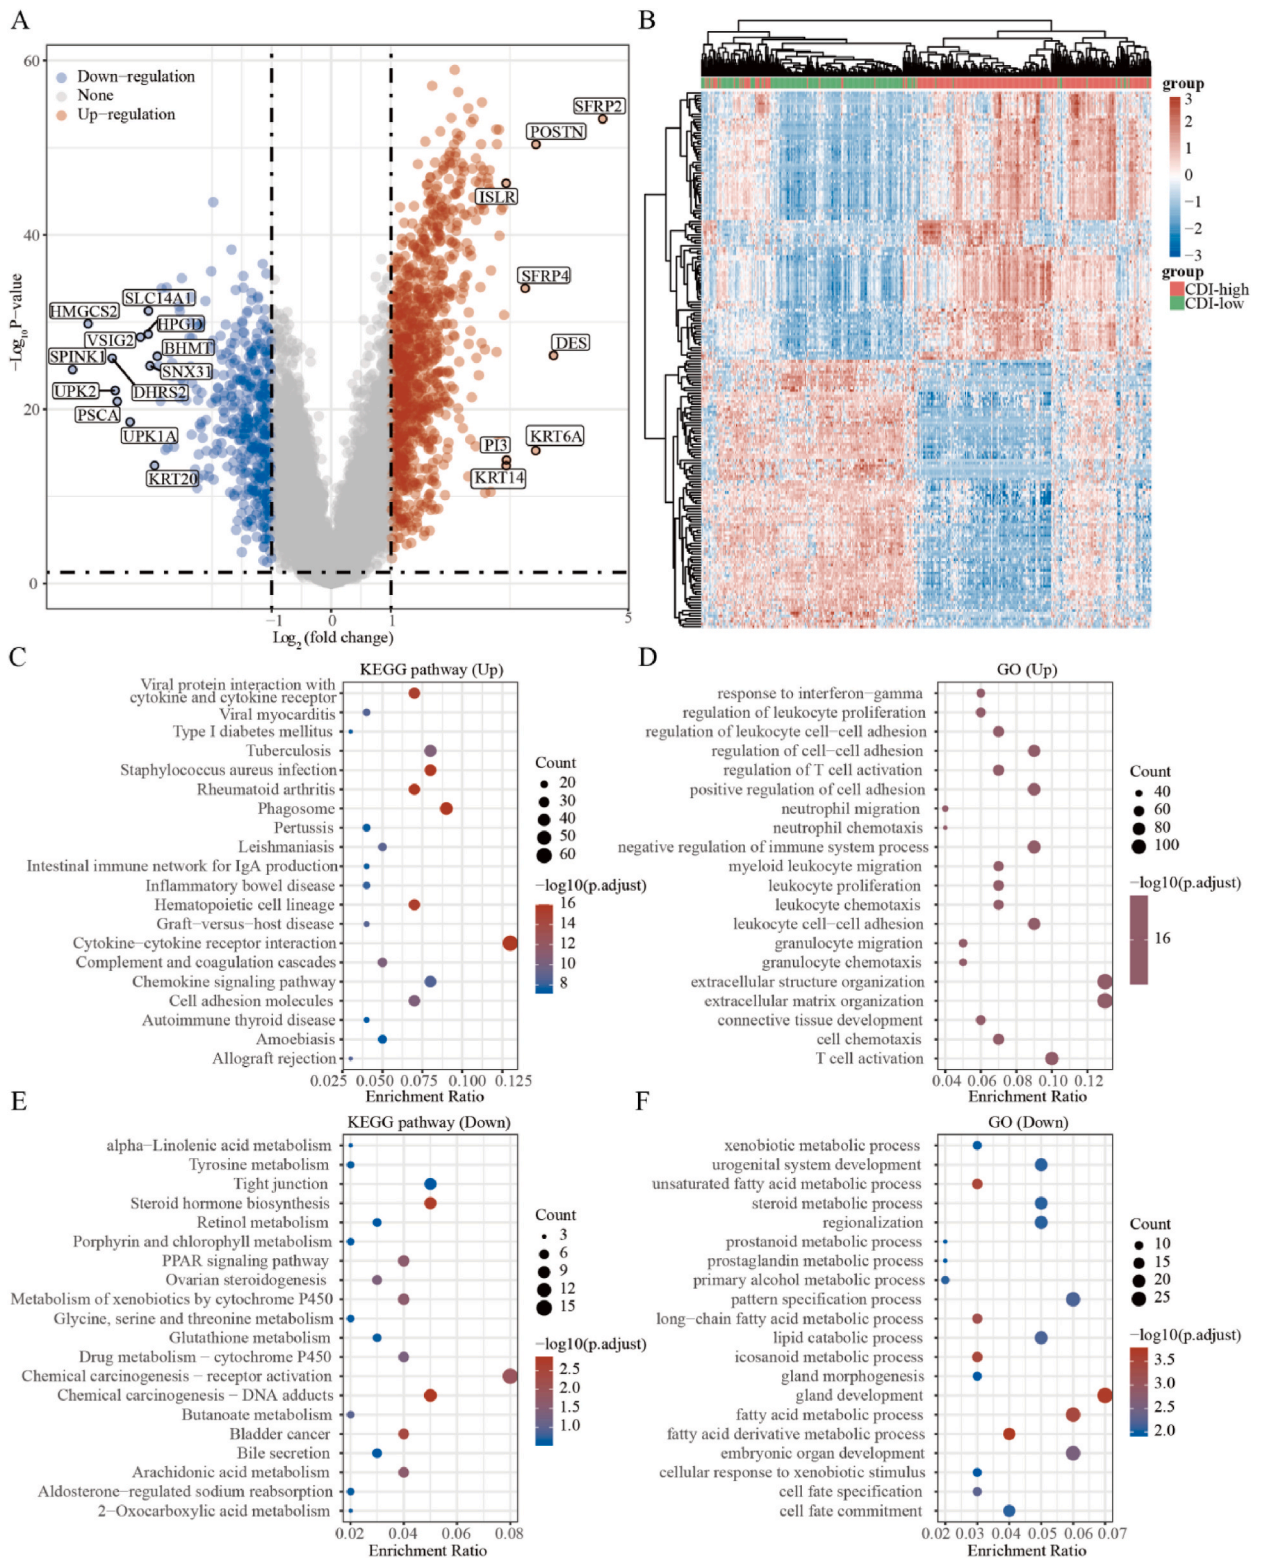 A
60
40
20
0
−Log10P−value
Down−regulation
None
Up−regulation
SFRP2
POSTN
ISLR
SFRP4
DES
KRT6A
PI3
KRT14
SLC14A1
HMGCS2
HPGD
VSIG2
BHMT
SPINK1
SNX31
UPK2
DHRS2
PSCA
UPK1A
KRT20
−1
0
1
5
Log2 (fold change)
B
group
3
2
1
0
−1
−2
−3
group
CDI-high
CDI-low
C
KEGG pathway (Up)
Viral protein interaction with
cytokine and cytokine receptor
Viral myocarditis
Type I diabetes mellitus
Tuberculosis
Staphylococcus aureus infection
Rheumatoid arthritis
Phagosome
Pertussis
Leishmaniasis
Intestinal immune network for IgA production
Inflammatory bowel disease
Hematopoietic cell lineage
Graft−versus−host disease
Cytokine−cytokine receptor interaction
Complement and coagulation cascades
Chemokine signaling pathway
Cell adhesion molecules
Autoimmune thyroid disease
Amoebiasis
Allograft rejection
0.025 0.050 0.075 0.100 0.125
Enrichment Ratio
Count
20
30
40
50
60
−log10(p.adjust)
16
14
12
10
8
D
GO (Up)
response to interferon−gamma
regulation of leukocyte proliferation
regulation of leukocyte cell−cell adhesion
regulation of cell−cell adhesion
regulation of T cell activation
positive regulation of cell adhesion
neutrophil migration
neutrophil chemotaxis
negative regulation of immune system process
myeloid leukocyte migration
leukocyte proliferation
leukocyte chemotaxis
leukocyte cell−cell adhesion
granulocyte migration
granulocyte chemotaxis
extracellular structure organization
extracellular matrix organization
connective tissue development
cell chemotaxis
T cell activation
0.04 0.06 0.08 0.10 0.12
Enrichment Ratio
Count
40
60
80
100
−log10(p.adjust)
16
E
KEGG pathway (Down)
alpha−Linolenic acid metabolism
Tyrosine metabolism
Tight junction
Steroid hormone biosynthesis
Retinol metabolism
Porphyrin and chlorophyll metabolism
PPAR signaling pathway
Ovarian steroidogenesis
Metabolism of xenobiotics by cytochrome P450
Glycine, serine and threonine metabolism
Glutathione metabolism
Drug metabolism − cytochrome P450
Chemical carcinogenesis − receptor activation
Chemical carcinogenesis − DNA adducts
Butanoate metabolism
Bladder cancer
Bile secretion
Arachidonic acid metabolism
Aldosterone−regulated sodium reabsorption
2−Oxocarboxylic acid metabolism
0.02 0.04 0.06 0.08
Enrichment Ratio
Count
3
6
9
12
15
−log10(p.adjust)
2.5
2.0
1.5
1.0
F
GO (Down)
xenobiotic metabolic process
urogenital system development
unsaturated fatty acid metabolic process
steroid metabolic process
regionalization
prostanoid metabolic process
prostaglandin metabolic process
primary alcohol metabolic process
pattern specification process
long−chain fatty acid metabolic process
lipid catabolic process
icosanoid metabolic process
gland morphogenesis
gland development
fatty acid metabolic process
fatty acid derivative metabolic process
embryonic organ development
cellular response to xenobiotic stimulus
cell fate specification
cell fate commitment
0.02 0.03 0.04 0.05 0.06 0.07
Enrichment Ratio
Count
10
15
20
25
−log10(p.adjust)
3.5
3.0
2.5
2.0